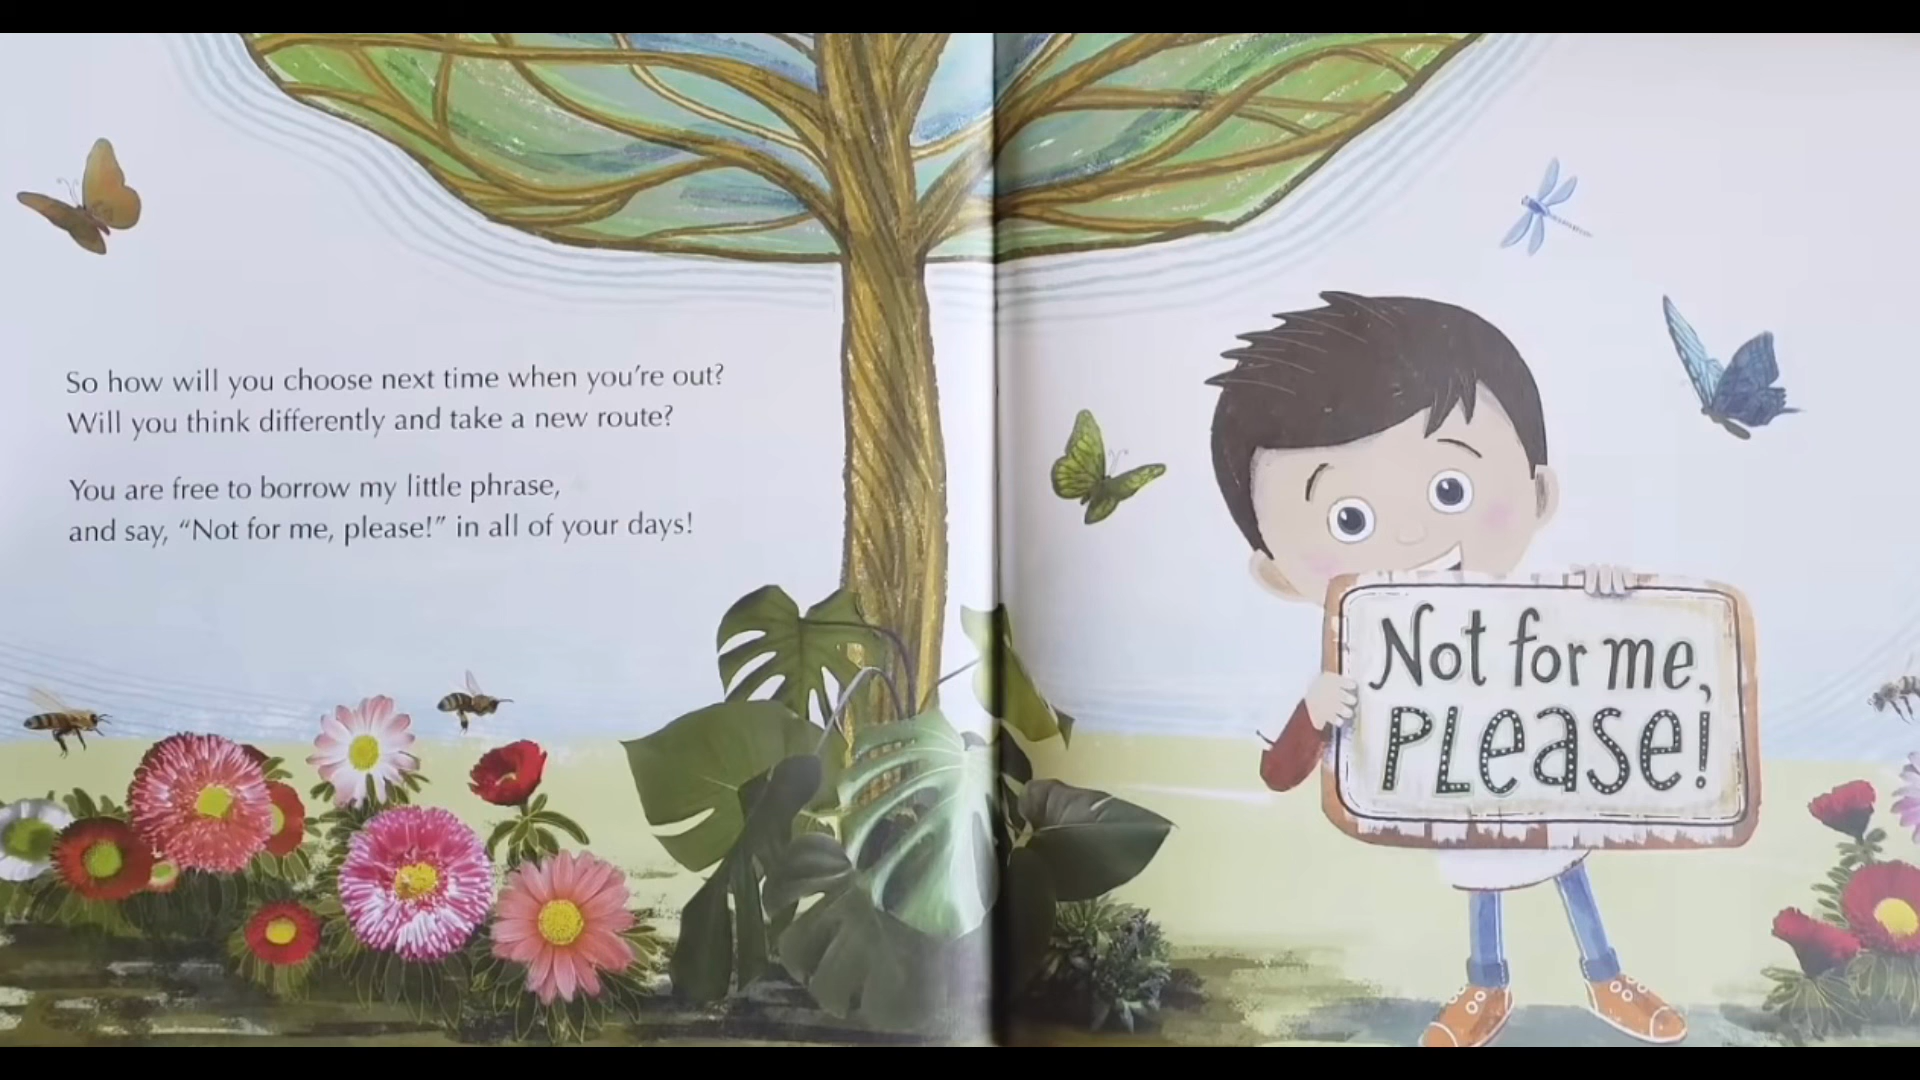 So how will you choose next time when you're out?
Will you think differently and take a new route?
You are free to borrow my little phrase,
and say, “Not for me, please!” in all of your days!
Not for me,
PLeaSe!